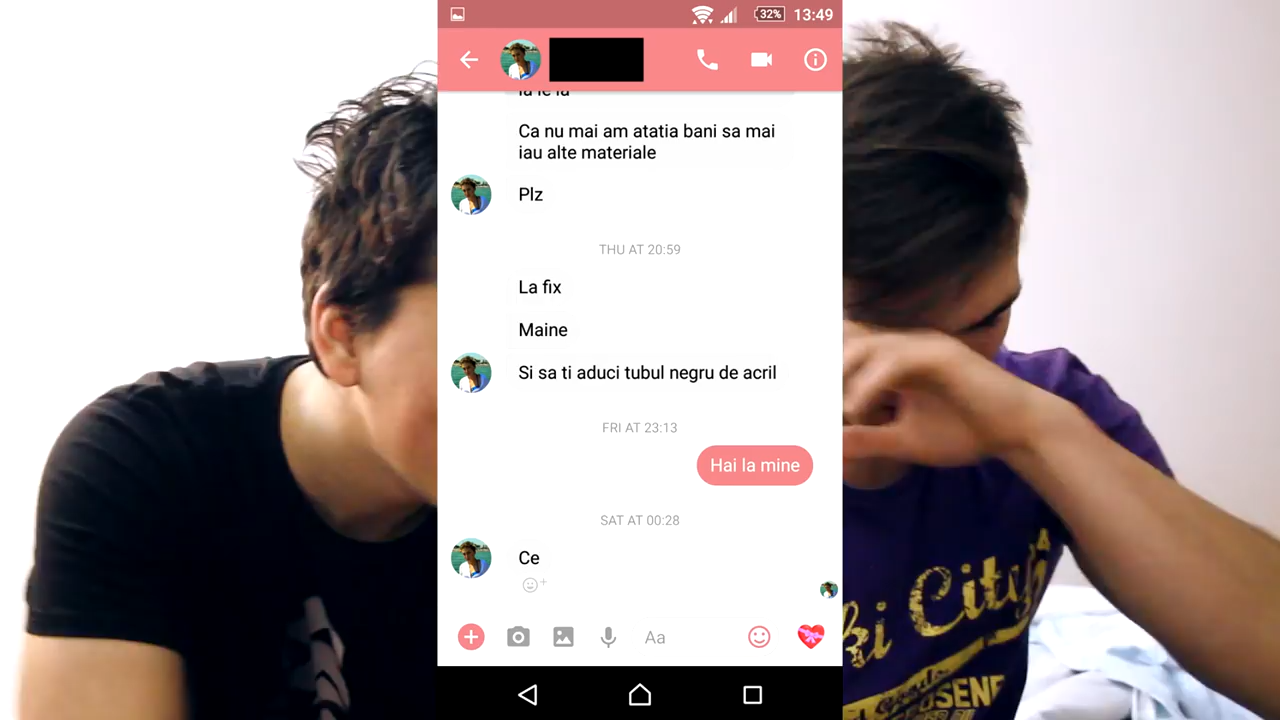 32%
13:49
Ca nu mai am atatia bani sa mai
iau alte materiale
Plz
THU AT 20:59
La fix
Maine
Si sa ti aduci tubul negru de acril
FRI AT 23:13
Hai la mine
SAT AT 00:28
Ce
Aa
City